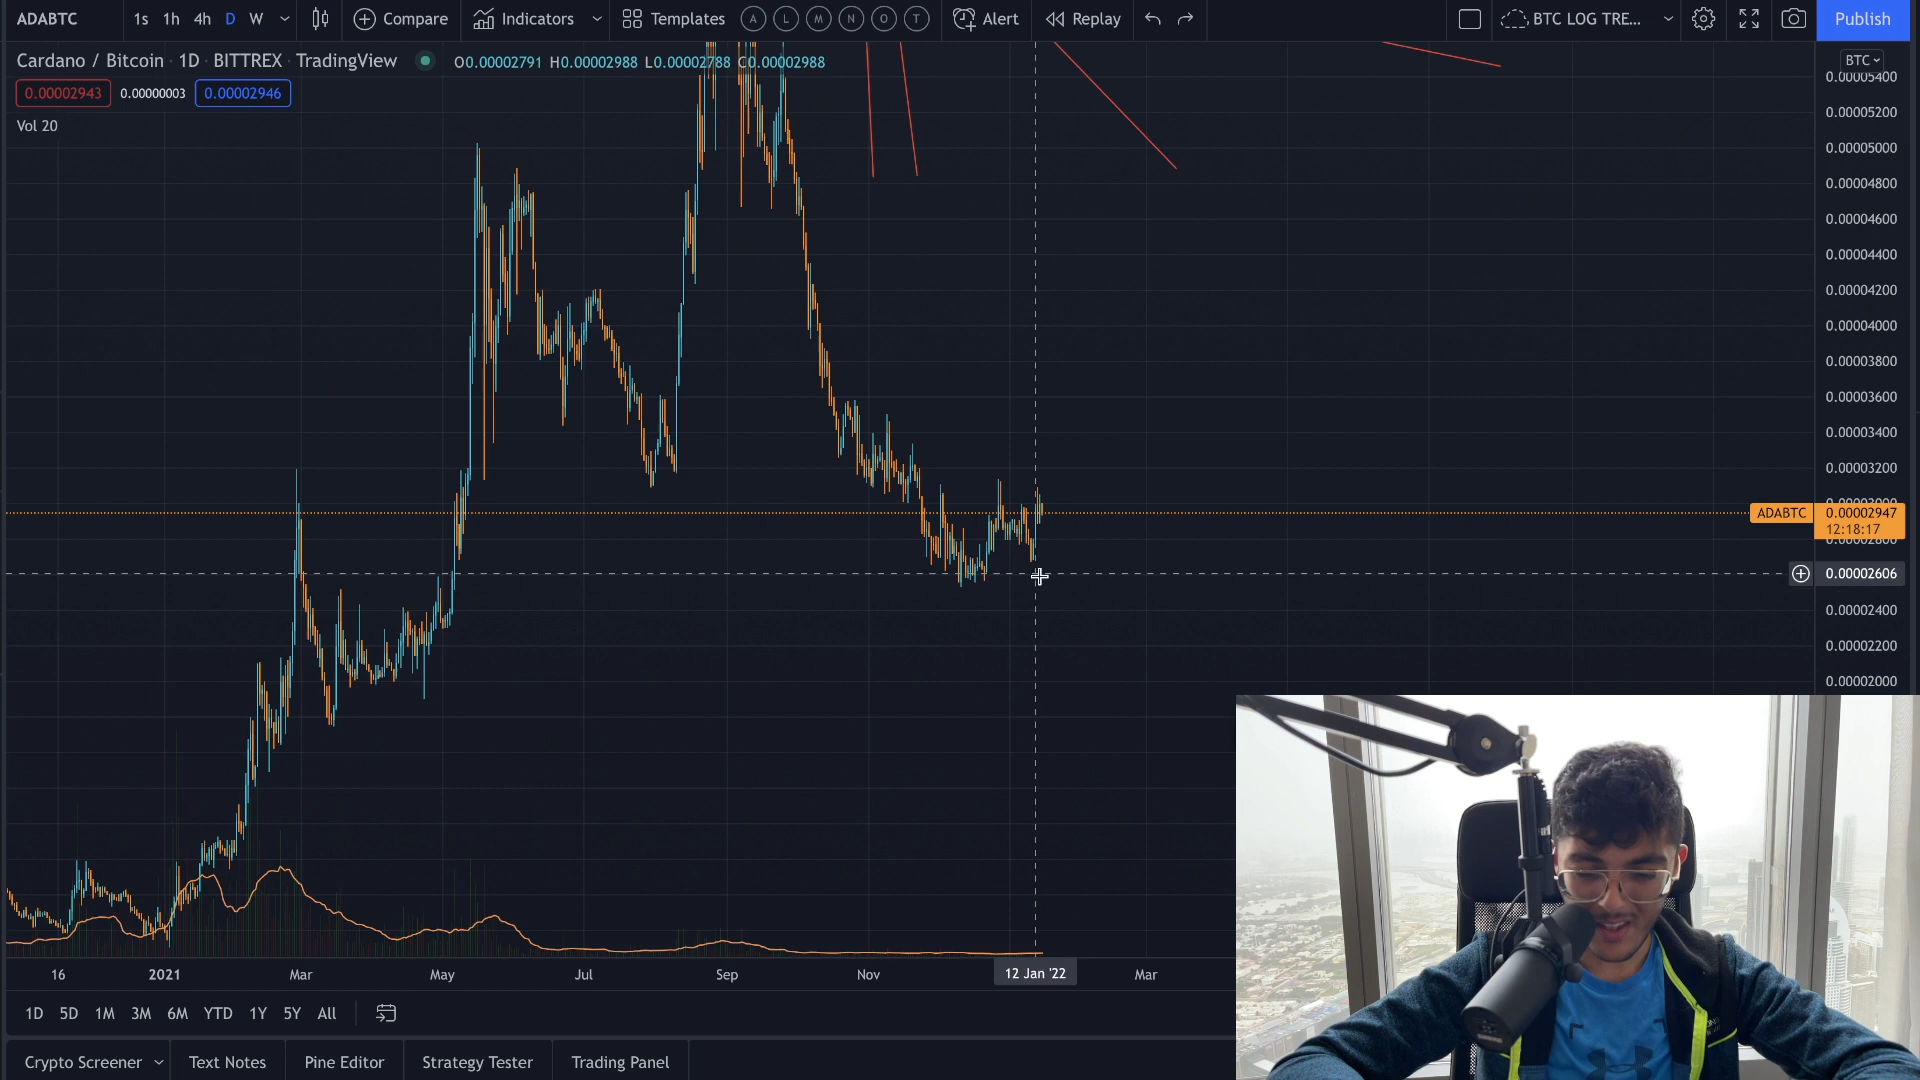 ADABTC 1s 1h 4h D W Compare Indicators Templates A L M N O T Alert Replay BTC LOG TRE... Publish
Cardano / Bitcoin · 1D · BITTREX · TradingView O0.00002791 H0.00002988 L0.00002788 C0.00002988
0.00002943 0.00000003 0.00002946
Vol 20
BTC
0.00005400
0.00005200
0.00005000
0.00004800
0.00004600
0.00004400
0.00004200
0.00004000
0.00003800
0.00003600
0.00003400
0.00003200
0.00003000
ADABTC 0.00002947
12:18:17
0.00002800
0.00002606
0.00002400
0.00002200
0.00002000
16 2021 Mar May Jul Sep Nov 12 Jan '22 Mar
1D 5D 1M 3M 6M YTD 1Y 5Y All
Crypto Screener Text Notes Pine Editor Strategy Tester Trading Panel